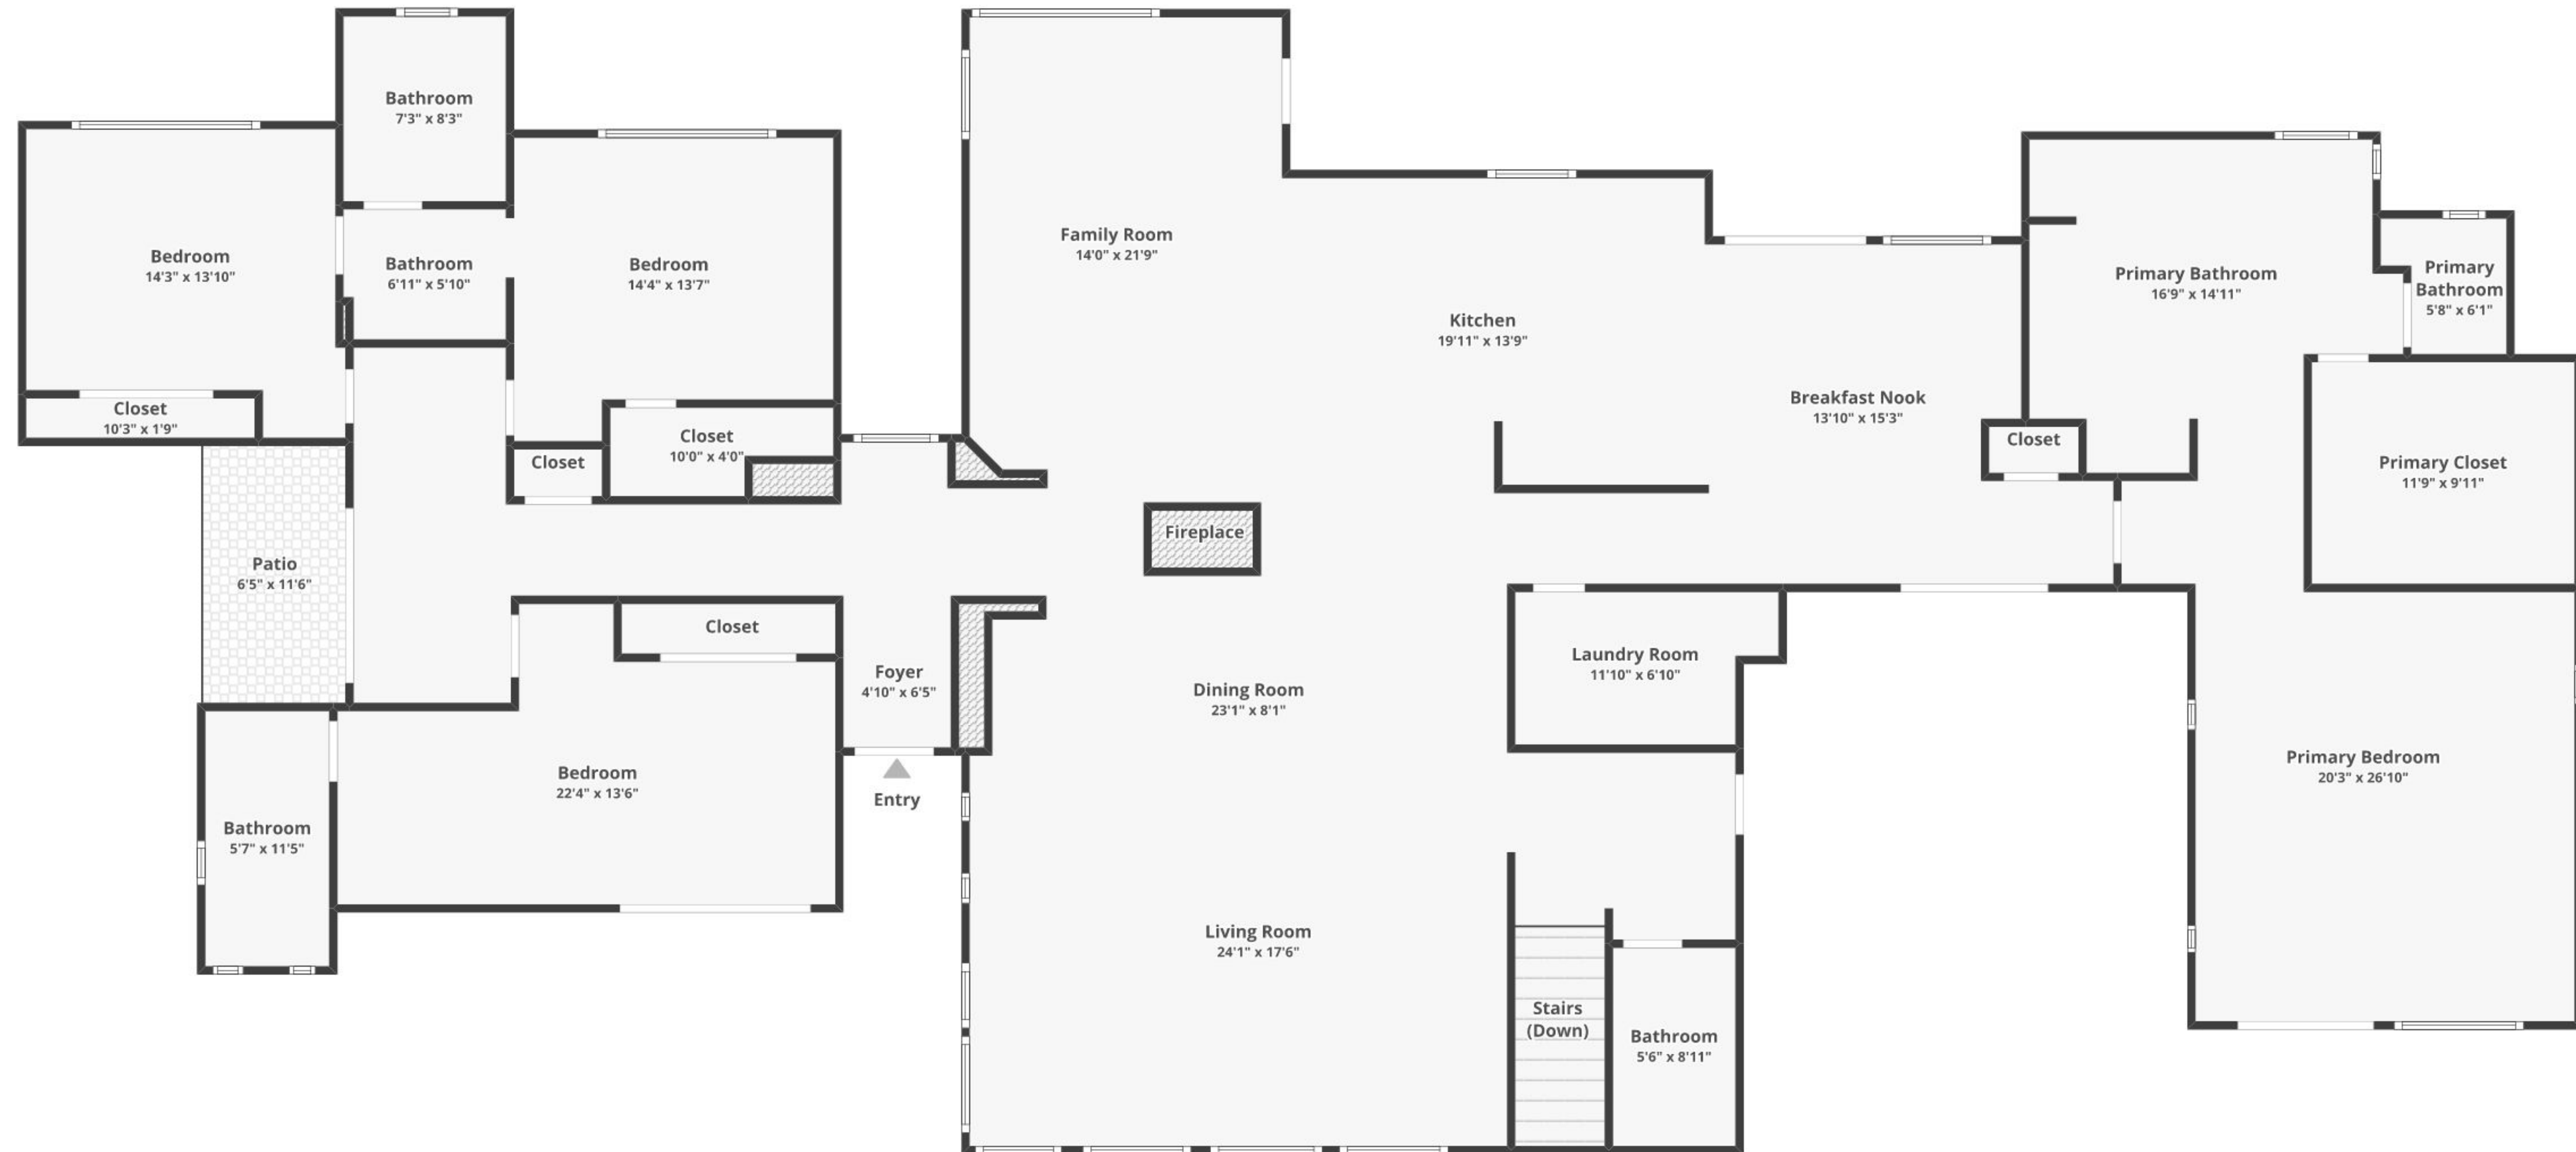 Bathroom
7'3" x 8'3"
Bedroom
14'3" x 13'10"
Bathroom
6'11" x 5'10"
Bedroom
14'4" x 13'7"
Closet
10'3" x 1'9"
Closet
10'0" x 4'0"
Closet
Patio
6'5" x 11'6"
Closet
Foyer
4'10" x 6'5"
Entry
Bedroom
22'4" x 13'6"
Bathroom
5'7" x 11'5"
Family Room
14'0" x 21'9"
Kitchen
19'11" x 13'9"
Breakfast Nook
13'10" x 15'3"
Fireplace
Dining Room
23'1" x 8'1"
Laundry Room
11'10" x 6'10"
Living Room
24'1" x 17'6"
Stairs
(Down)
Bathroom
5'6" x 8'11"
Primary Bathroom
16'9" x 14'11"
Primary
Bathroom
5'8" x 6'1"
Closet
Primary Closet
11'9" x 9'11"
Primary Bedroom
20'3" x 26'10"